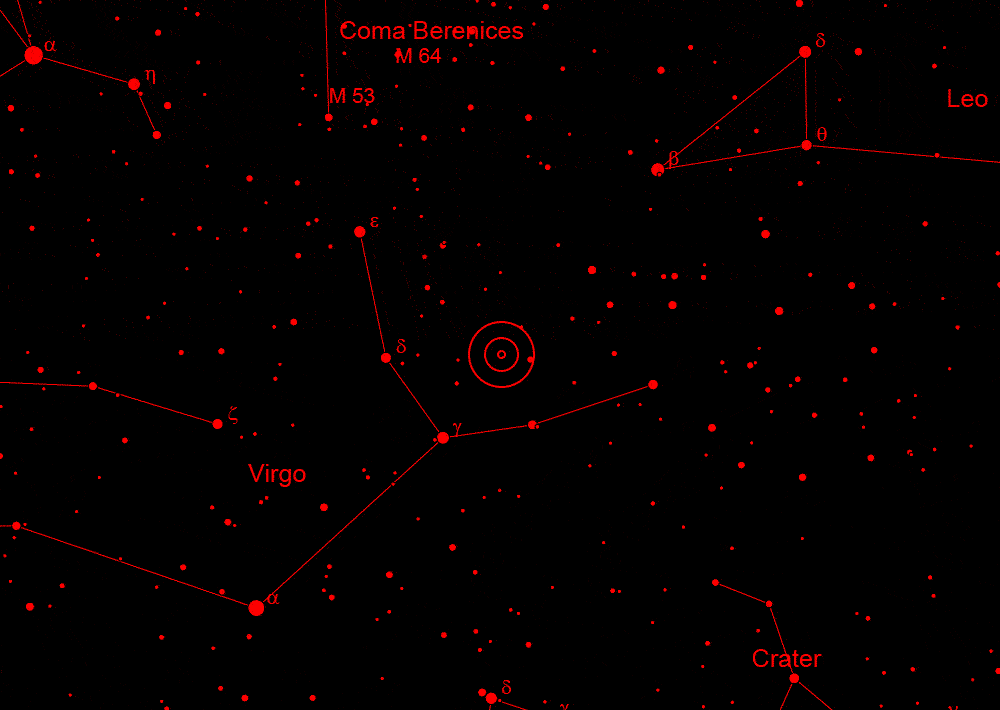 Coma Berenices
α
δ
M 64
η
M 53
Leo
θ
β
ε
δ
ζ
γ
Virgo
α
Crater
δ
γ